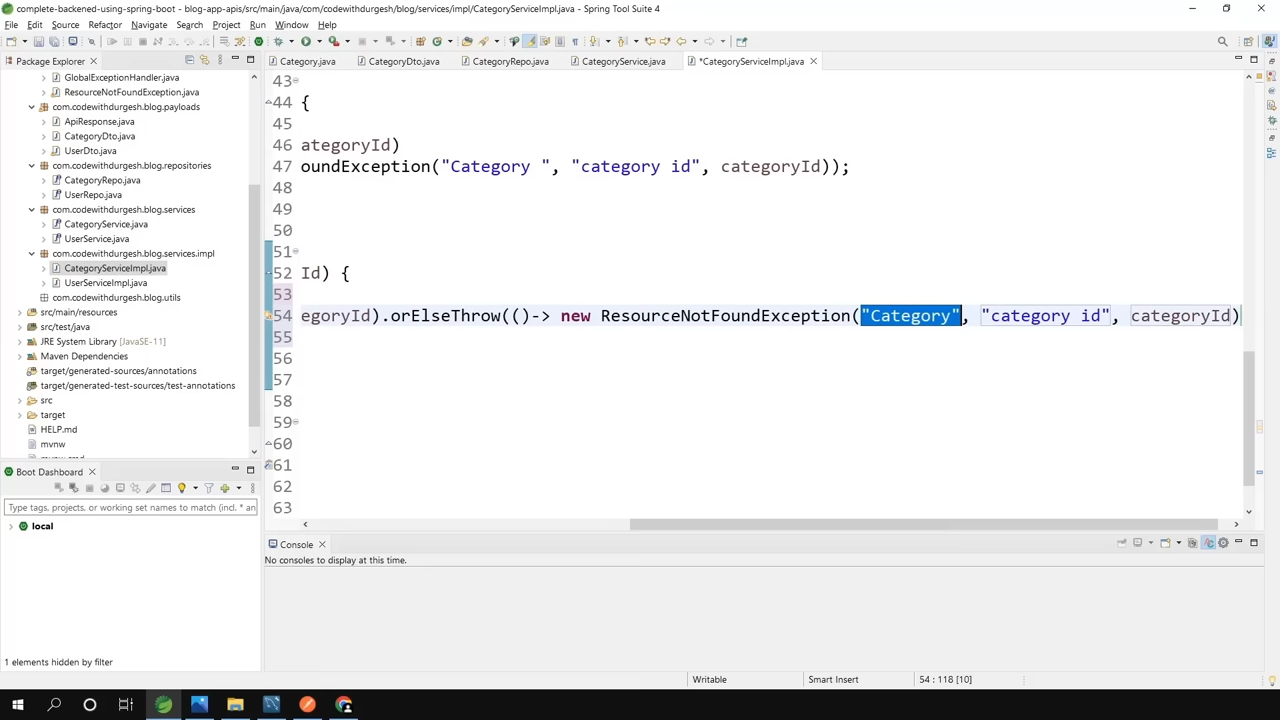 complete-backened-using-spring-boot - blog-app-apis/src/main/java/com/codewithdurgesh/blog/services/impl/CategoryServiceImpl.java - Spring Tool Suite 4
File Edit Source Refactor Navigate Search Project Run Window Help
Package Explorer
Category.java CategoryDto.java CategoryRepo.java CategoryService.java *CategoryServiceImpl.java
GlobalExceptionHandler.java
ResourceNotFoundException.java
com.codewithdurgesh.blog.payloads
ApiResponse.java
CategoryDto.java
UserDto.java
com.codewithdurgesh.blog.repositories
CategoryRepo.java
UserRepo.java
com.codewithdurgesh.blog.services
CategoryService.java
UserService.java
com.codewithdurgesh.blog.services.impl
CategoryServiceImpl.java
UserServiceImpl.java
com.codewithdurgesh.blog.utils
src/main/resources
src/test/java
JRE System Library [JavaSE-11]
Maven Dependencies
target/generated-sources/annotations
target/generated-test-sources/test-annotations
src
target
HELP.md
mvnw
43
44 {
45
46 ategoryId)
47 oundException("Category ", "category id", categoryId));
48
49
50
51
52 Id) {
53
54 egoryId).orElseThrow(()-> new ResourceNotFoundException("Category", "category id", categoryId)
55
56
57
58
59
60
61
62
63
Boot Dashboard
Type tags, projects, or working set names to match (incl. * an
local
1 elements hidden by filter
Console
No consoles to display at this time.
Writable Smart Insert 54 : 118 [10]